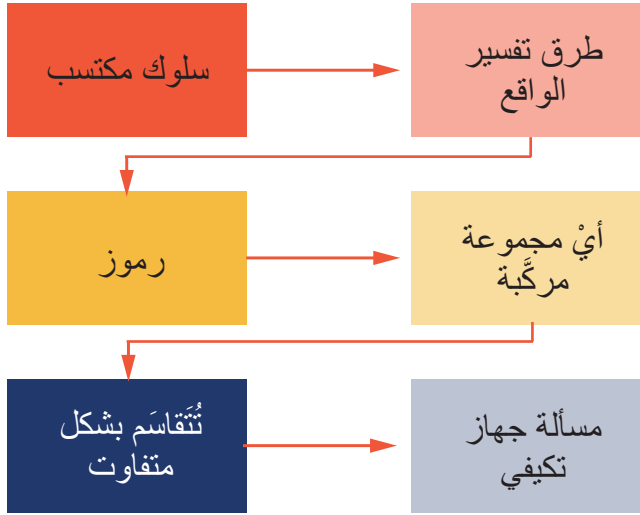 سلوك مكتسب
طرق تفسير
الواقع
رموز
أيْ مجموعة
مركَّبة
تُتَقاسَم بشكل
متفاوت
مسألة جهاز
تكيفي